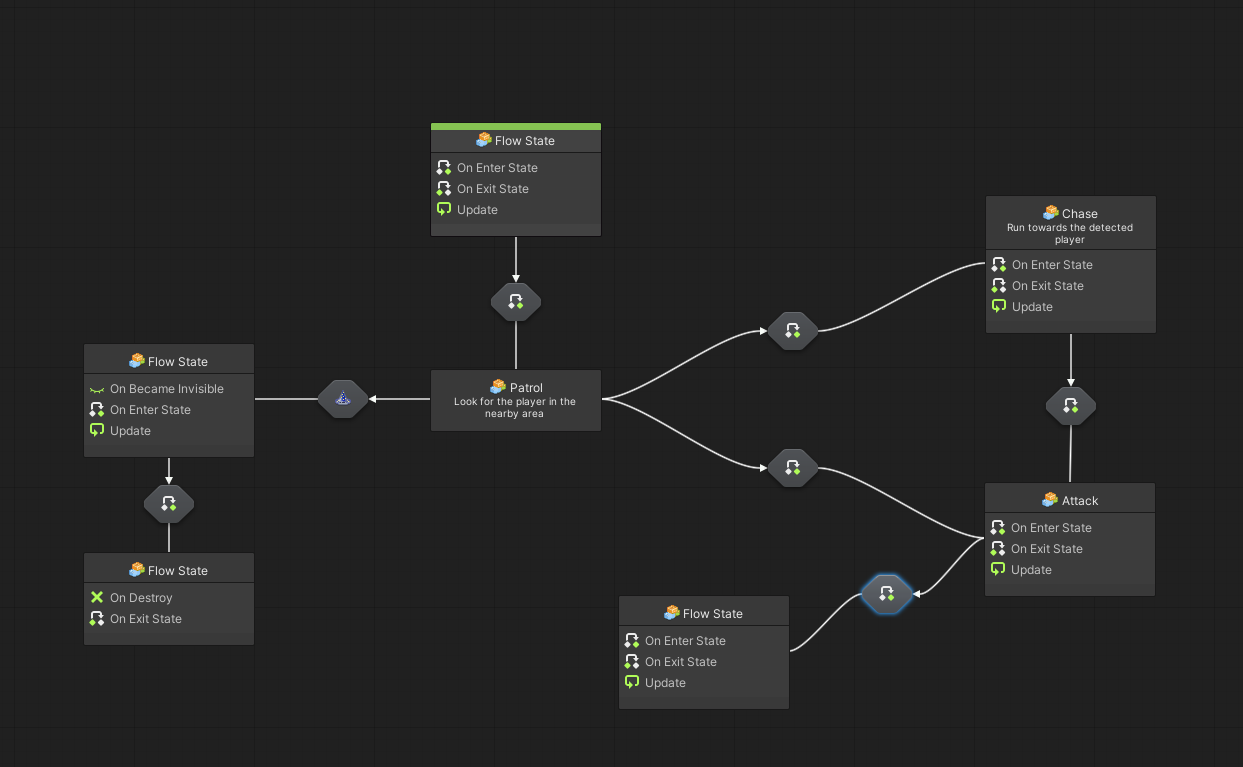 Flow State
On Enter State
On Exit State
Update
Chase
Run towards the detected
player
On Enter State
On Exit State
Update
Flow State
On Became Invisible
On Enter State
Update
Patrol
Look for the player in the
nearby area
Attack
On Enter State
On Exit State
Update
Flow State
On Destroy
On Exit State
Flow State
On Enter State
On Exit State
Update